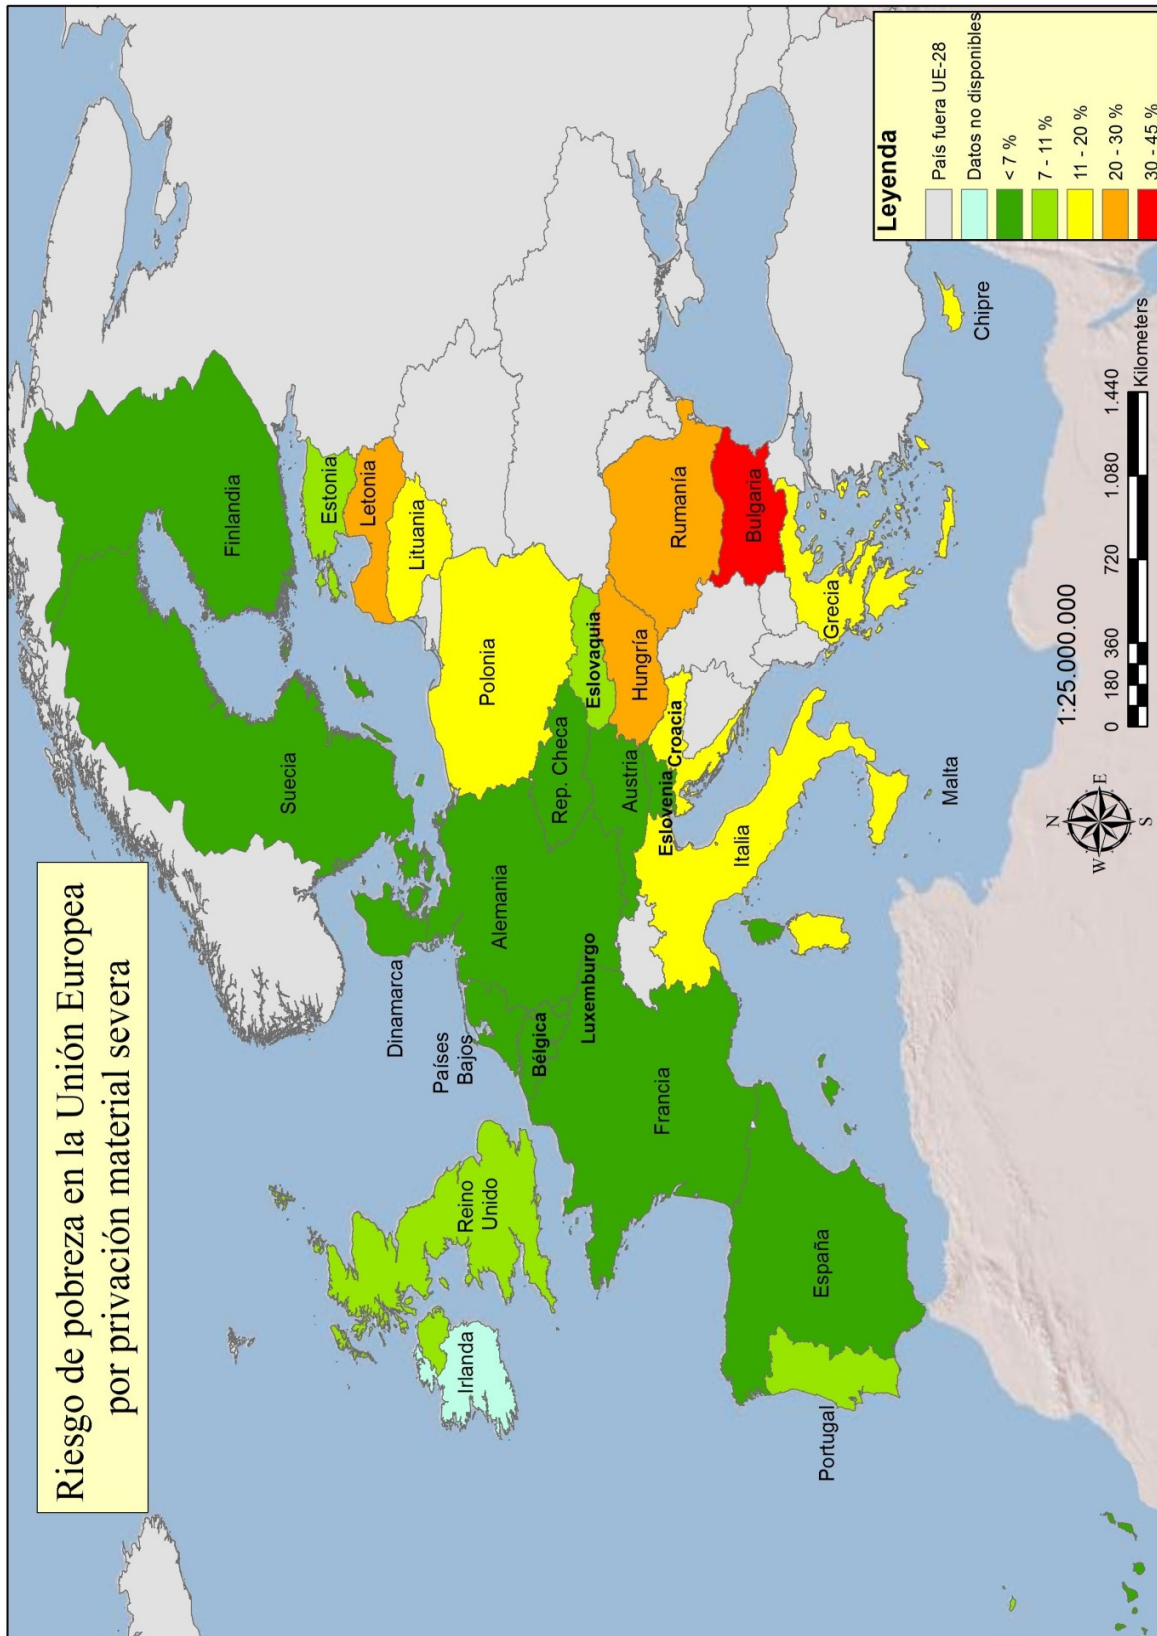 Riesgo de pobreza en la Unión Europea
por privación material severa
Finlandia
Suecia
Estonia
Letonia
Lituania
Dinamarca
Países
Bajos
Reino
Unido
Irlanda
Polonia
Alemania
Bélgica
Luxemburgo
Rep. Checa
Eslovaquia
Austria
Hungría
Rumanía
Francia
Eslovenia
Croacia
Bulgaria
Italia
España
Portugal
Grecia
Malta
Chipre
N
W
E
S
1:25.000.000
0 180 360 720 1.080 1.440
Kilometers
Leyenda
País fuera UE-28
Datos no disponibles
< 7 %
7 - 11 %
11 - 20 %
20 - 30 %
30 - 45 %